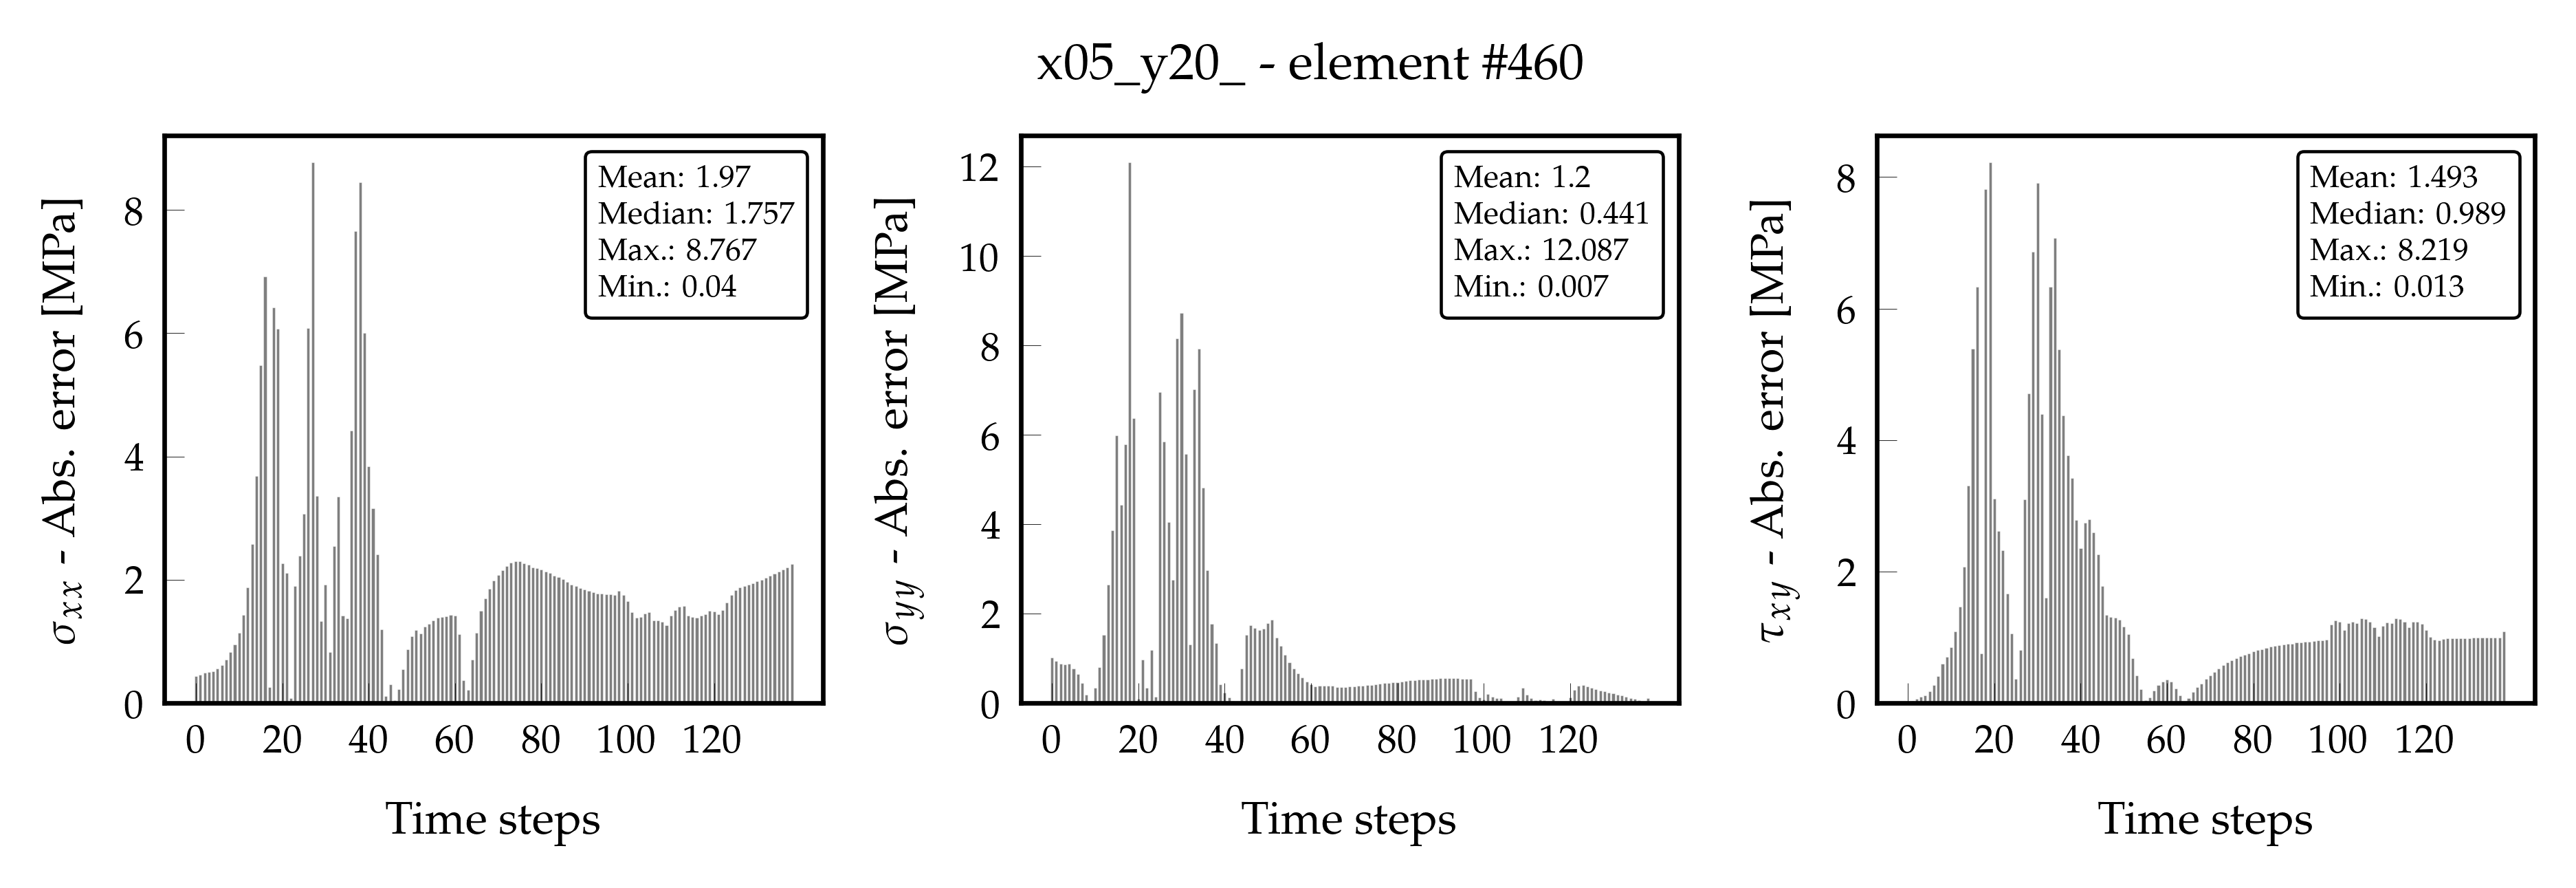 x05_y20_ - element #460
σxx - Abs. error [MPa]
8
6
4
2
0
Mean: 1.97
Median: 1.757
Max.: 8.767
Min.: 0.04
0 20 40 60 80 100 120
Time steps
σyy - Abs. error [MPa]
12
10
8
6
4
2
0
Mean: 1.2
Median: 0.441
Max.: 12.087
Min.: 0.007
0 20 40 60 80 100 120
Time steps
τxy - Abs. error [MPa]
8
6
4
2
0
Mean: 1.493
Median: 0.989
Max.: 8.219
Min.: 0.013
0 20 40 60 80 100 120
Time steps